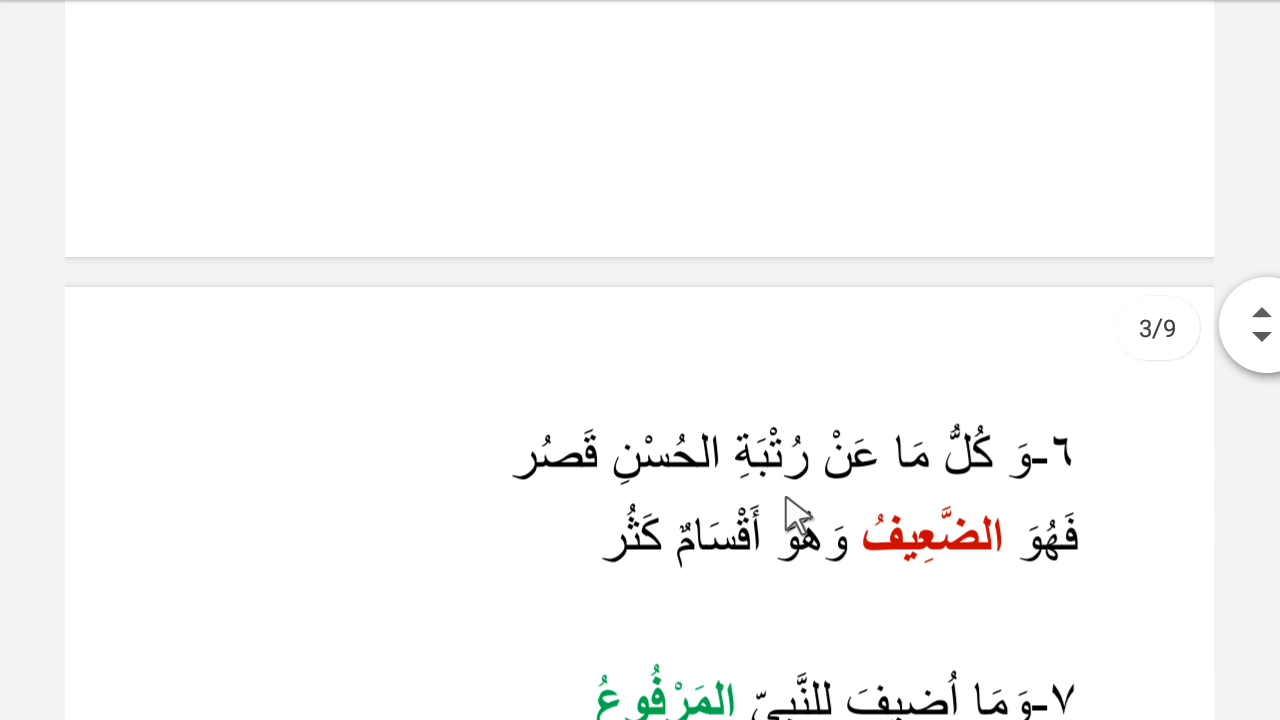 3/9
٦-وَ كُلُّ مَا عَنْ رُتْبَةِ الحُسْنِ قَصُر
فَهُوَ الضَّعِيفُ وَ هْوَ أَقْسَامٌ كَثُر
٧-وَ مَا اُضِيفَ للنَّبِيّ المَرْفُوعُ